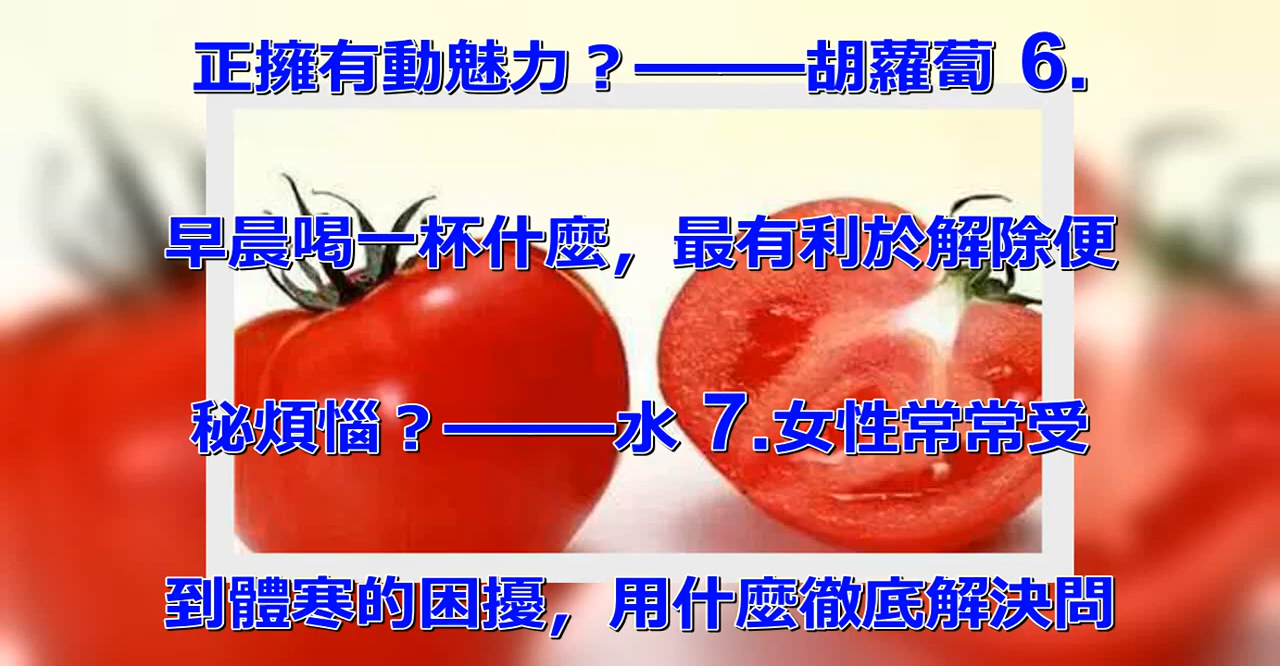 正擁有動魅力？———胡蘿蔔 6.
早晨喝一杯什麼，最有利於解除便
秘煩惱？———水 7.女性常常受
到體寒的困擾，用什麼徹底解決問